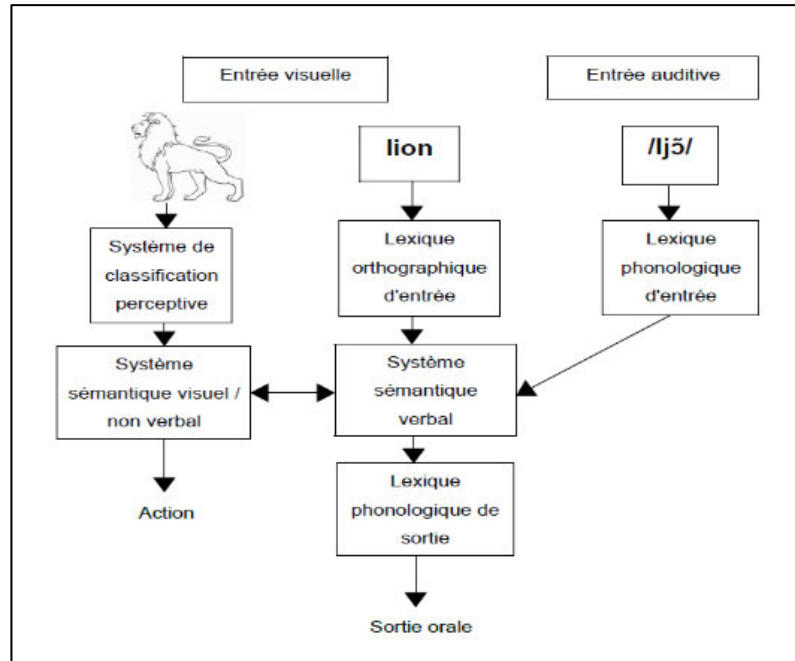 Entrée visuelle
Entrée auditive
lion
/ljɔ̃/
Système de
classification
perceptive
Lexique
orthographique
d'entrée
Lexique
phonologique
d'entrée
Système
sémantique visuel /
non verbal
Système
sémantique
verbal
Action
Lexique
phonologique de
sortie
Sortie orale